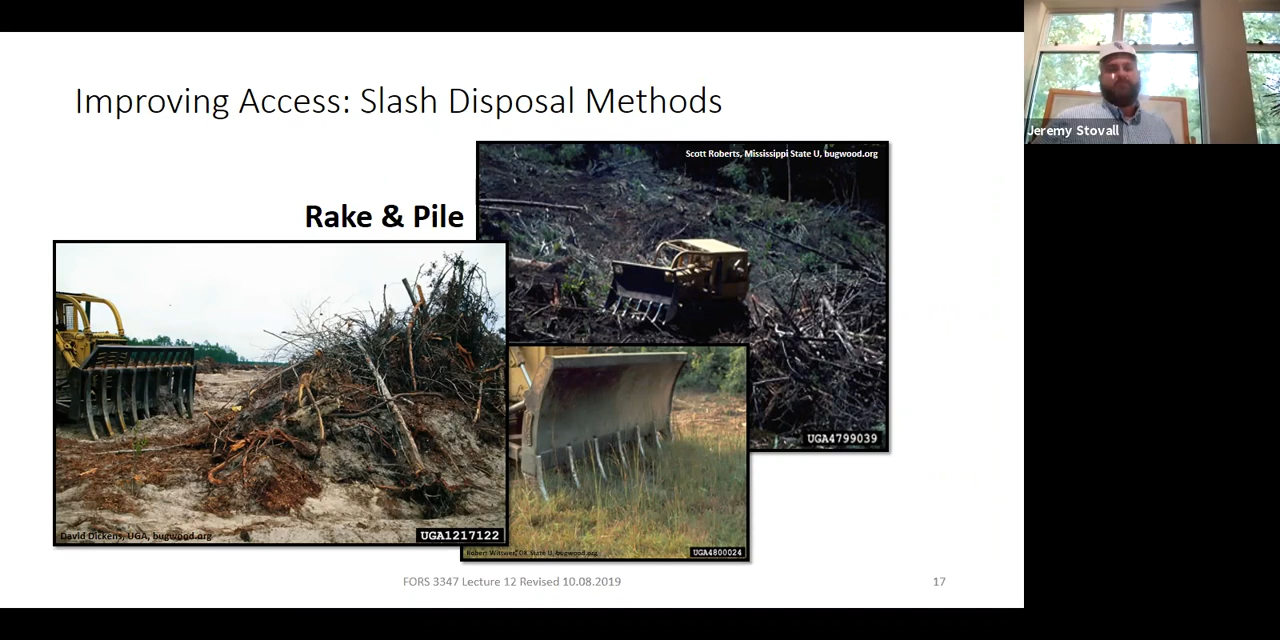 Improving Access: Slash Disposal Methods
Jeremy Stovall
Scott Roberts, Mississippi State U, bugwood.org
Rake & Pile
UGA4799039
David Dickens, UGA, bugwood.org
UGA1217122
Robert Wittwer, OK State U, bugwood.org
UGA4800024
FORS 3347 Lecture 12 Revised 10.08.2019
17